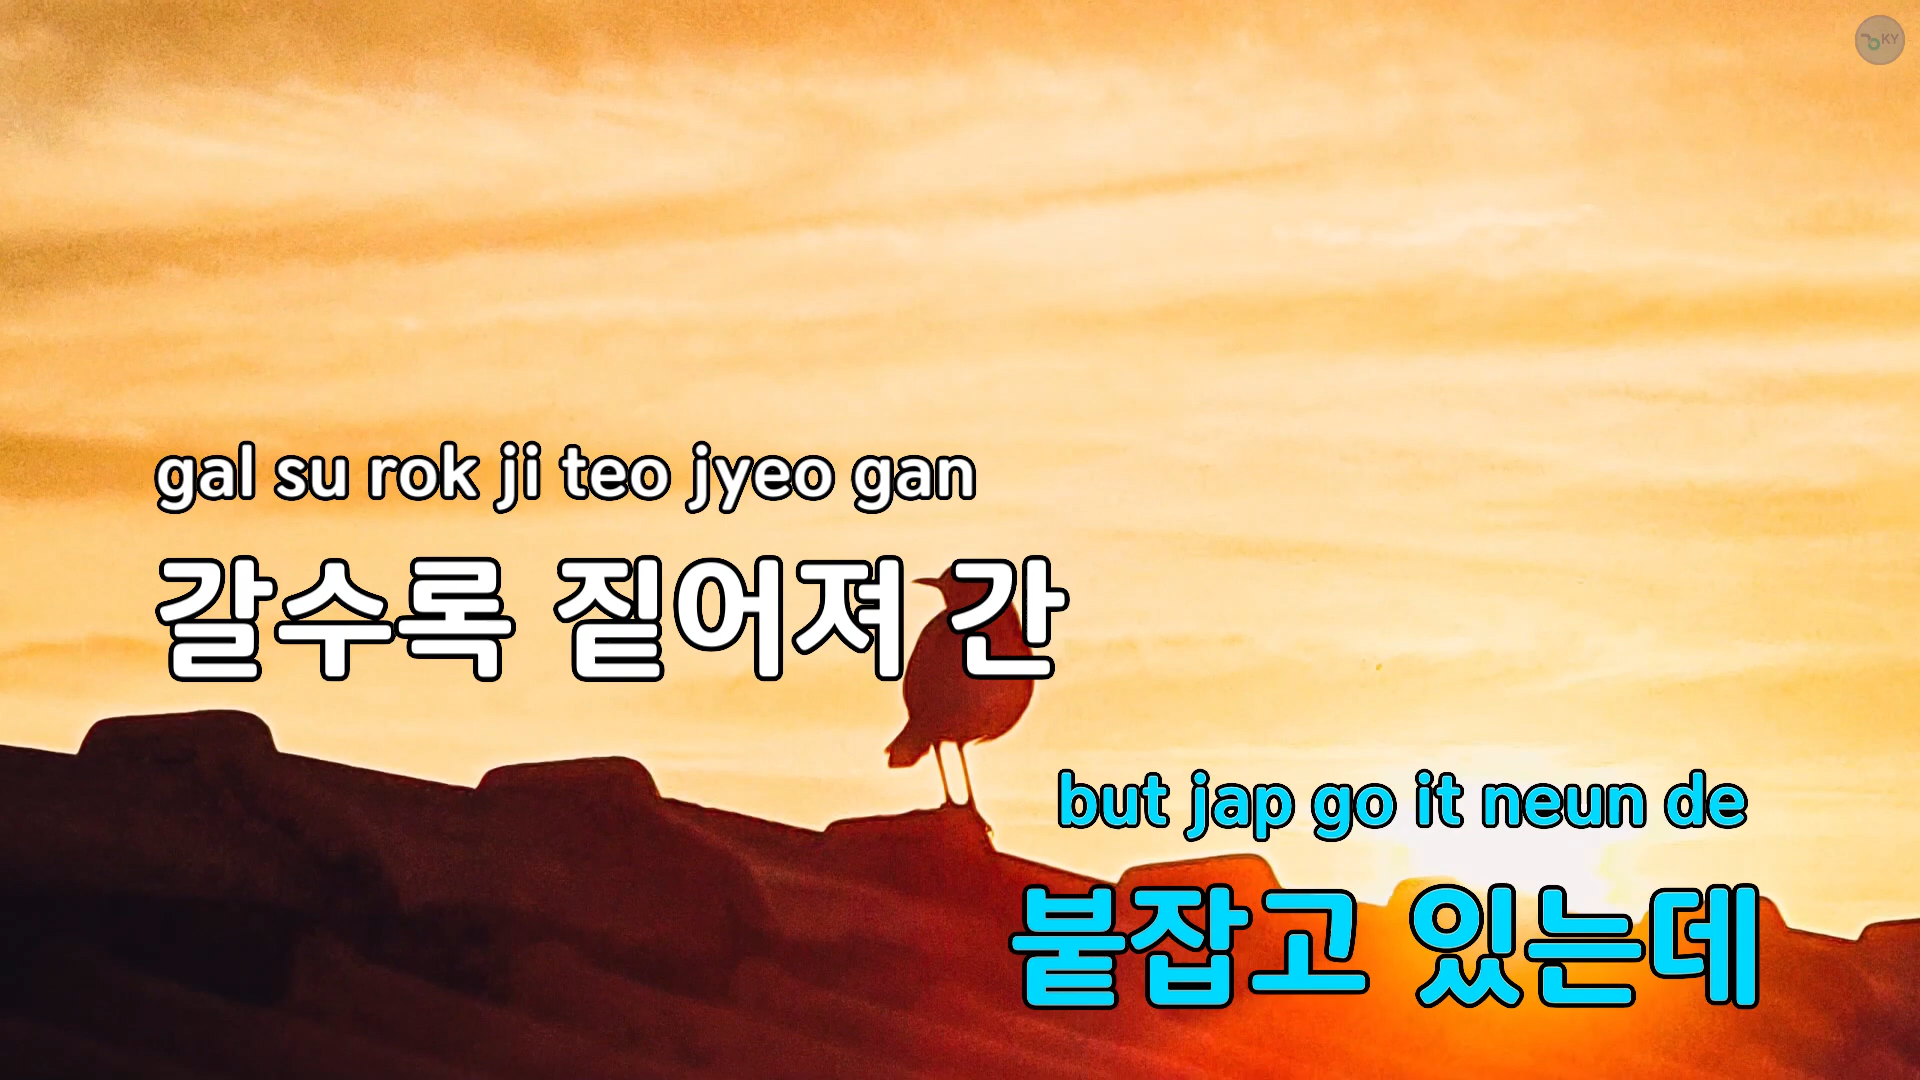 KY
gal su rok ji teo jyeo gan
갈수록 짙어져 간
but jap go it neun de
붙잡고 있는데